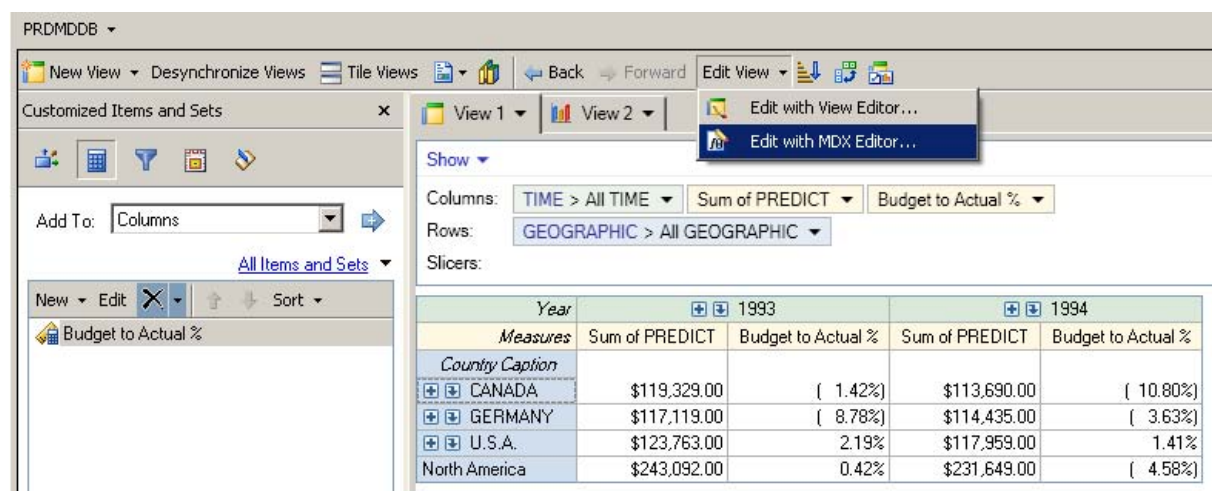 PRDMDDB
New View Desynchronize Views Tile Views Back Forward Edit View
Edit with View Editor...
Edit with MDX Editor...
Customized Items and Sets x
Add To: Columns
All Items and Sets
New Edit Sort
Budget to Actual %
View 1 View 2
Show
Columns: TIME > All TIME Sum of PREDICT Budget to Actual %
Rows: GEOGRAPHIC > All GEOGRAPHIC
Slicers:
Year 1993 1994
Measures Sum of PREDICT Budget to Actual % Sum of PREDICT Budget to Actual %
Country Caption
CANADA $119,329.00 ( 1.42%) $113,690.00 ( 10.80%)
GERMANY $117,119.00 ( 8.78%) $114,435.00 ( 3.63%)
U.S.A. $123,763.00 2.19% $117,959.00 1.41%
North America $243,092.00 0.42% $231,649.00 ( 4.58%)